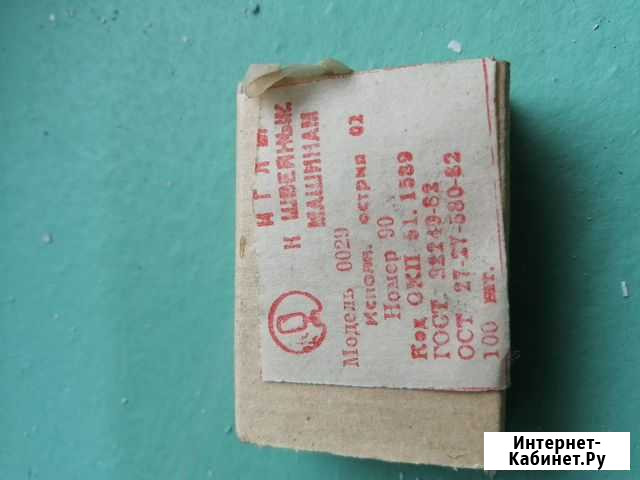 ИГЛЫ
К ШВЕЙНЫМ
МАШИНАМ
Модель 0029
Исполн. острия 02
Номер 90
Код ОКП 51.1539
ГОСТ. 22249-82
ОСТ 27-27-580-82
100 шт.
Интернет-
Кабинет.Ру